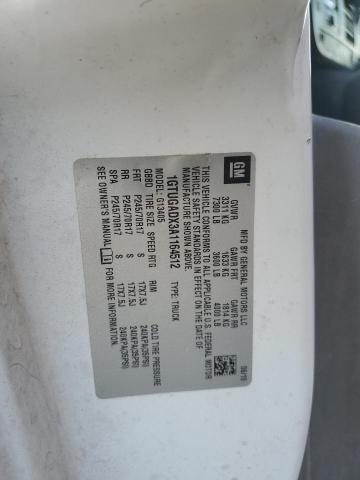 GM
MFD BY GENERAL MOTORS LLC
06/10
GVWR GAWR FRT GAWR RR
3311 KG 1633 KG 1814 KG
7300 LB 3600 LB 4000 LB
THIS VEHICLE CONFORMS TO ALL APPLICABLE U.S. FEDERAL MOTOR
VEHICLE SAFETY STANDARDS IN EFFECT ON THE DATE OF
MANUFACTURE SHOWN ABOVE.
1GTUGADX3A1164512 TYPE: TRUCK
MODEL: G13405
GBBD TIRE SIZE SPEED RTG RIM COLD TIRE PRESSURE
FRT P245/70R17 S 17X7.5J 240KPA(35PSI)
RR P245/70R17 S 17X7.5J 240KPA(35PSI)
SPA P245/70R17 S 17X7.5J 240KPA(35PSI)
SEE OWNER'S MANUAL FOR MORE INFORMATION.